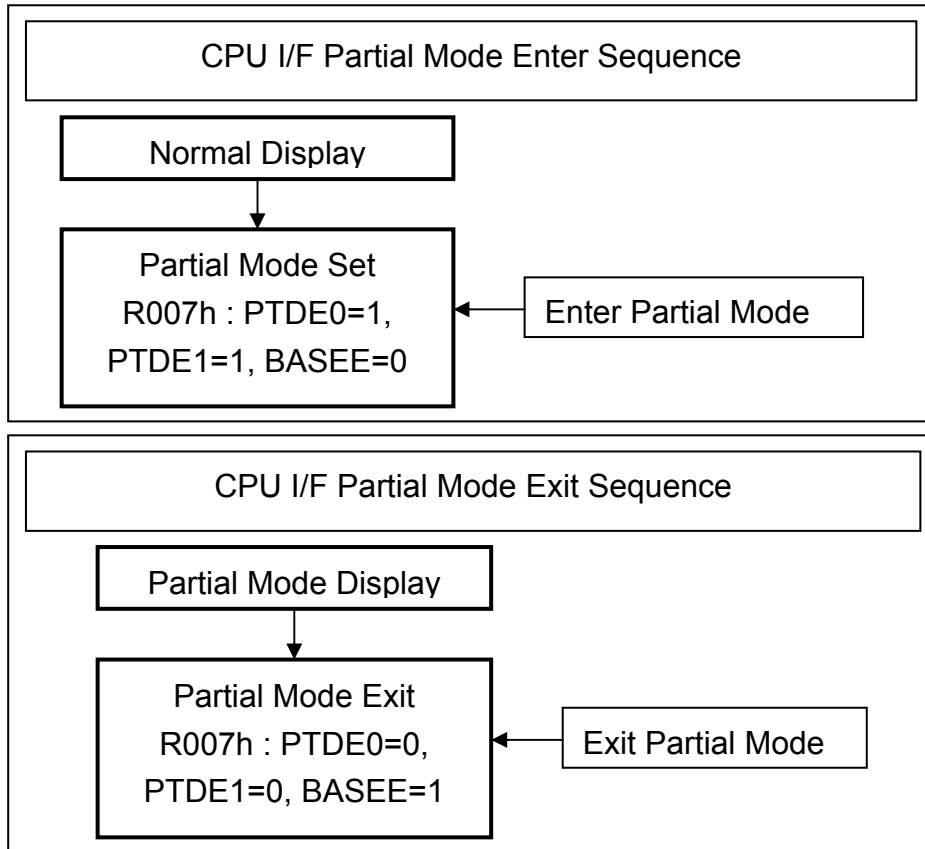 CPU I/F Partial Mode Enter Sequence
Normal Display
Partial Mode Set
R007h : PTDE0=1,
PTDE1=1, BASEE=0
Enter Partial Mode
CPU I/F Partial Mode Exit Sequence
Partial Mode Display
Partial Mode Exit
R007h : PTDE0=0,
PTDE1=0, BASEE=1
Exit Partial Mode